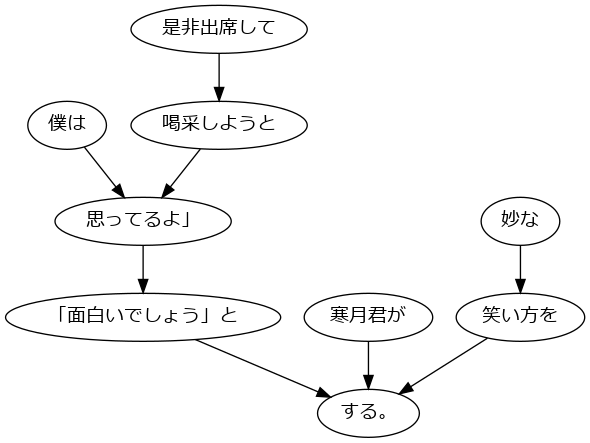 是非出席して
僕は
喝采しようと
思ってるよ」
妙な
「面白いでしょう」と
寒月君が
笑い方を
する。